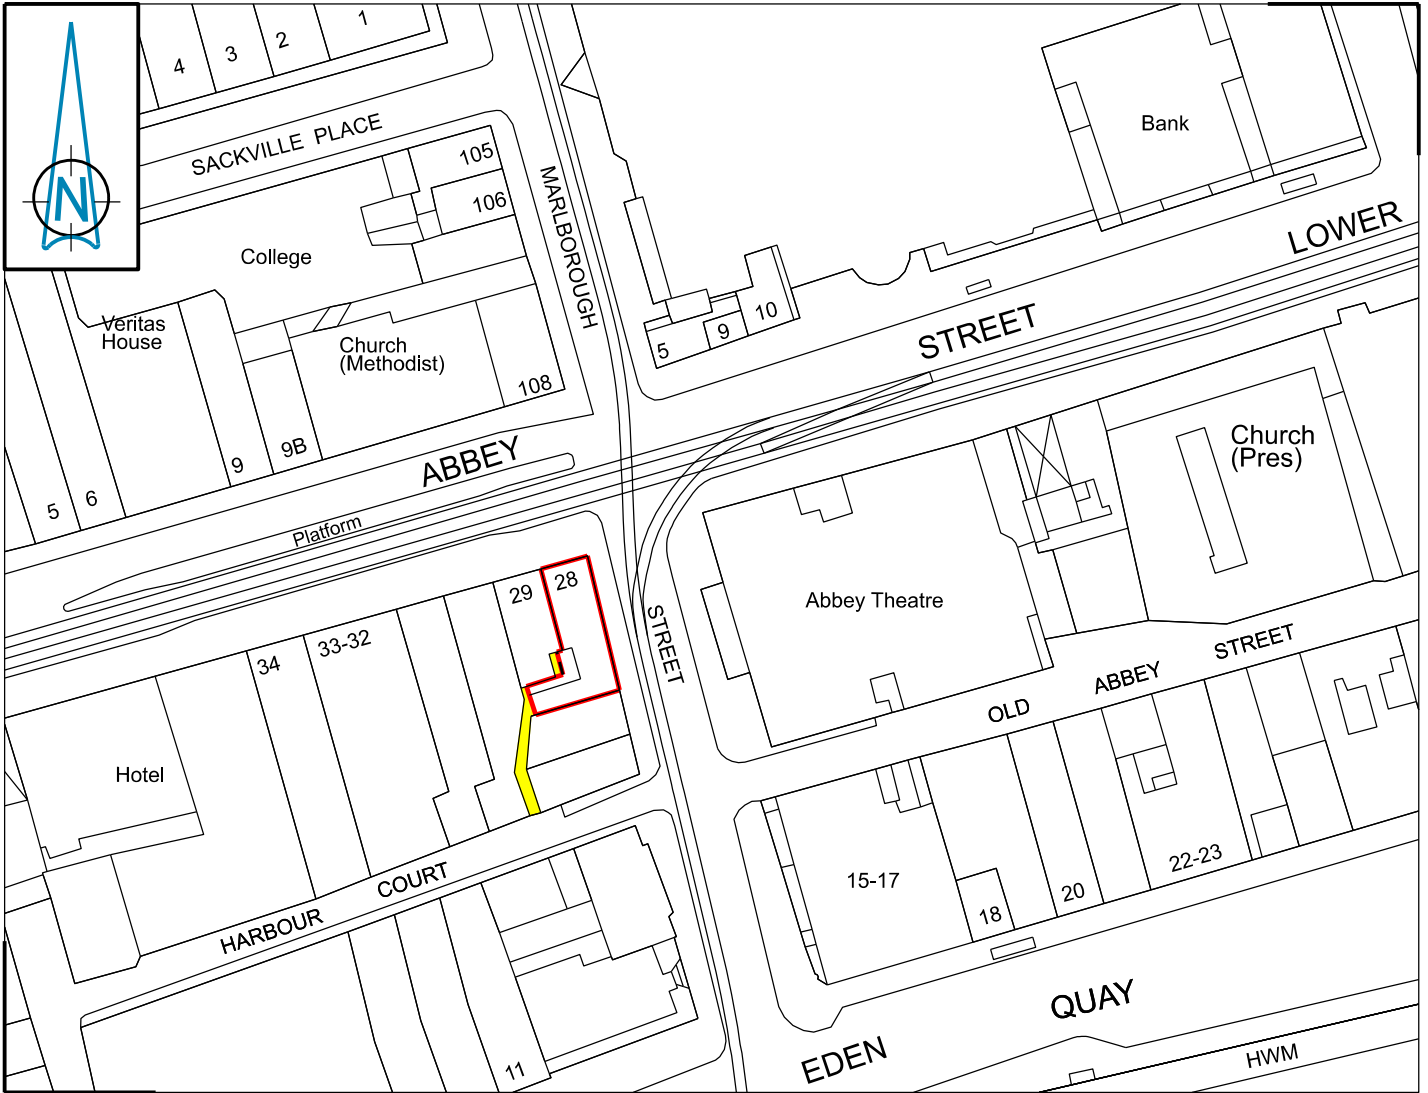 N
4
3
2
1
SACKVILLE PLACE
105
106
College
MARLBOROUGH
Bank
LOWER
STREET
Veritas
House
Church
(Methodist)
108
5
9
10
5
6
9
9B
ABBEY
Platform
Church
(Pres)
29
28
33-32
34
STREET
Abbey Theatre
Hotel
OLD ABBEY STREET
HARBOUR COURT
15-17
18
20
22-23
11
EDEN QUAY
HWM